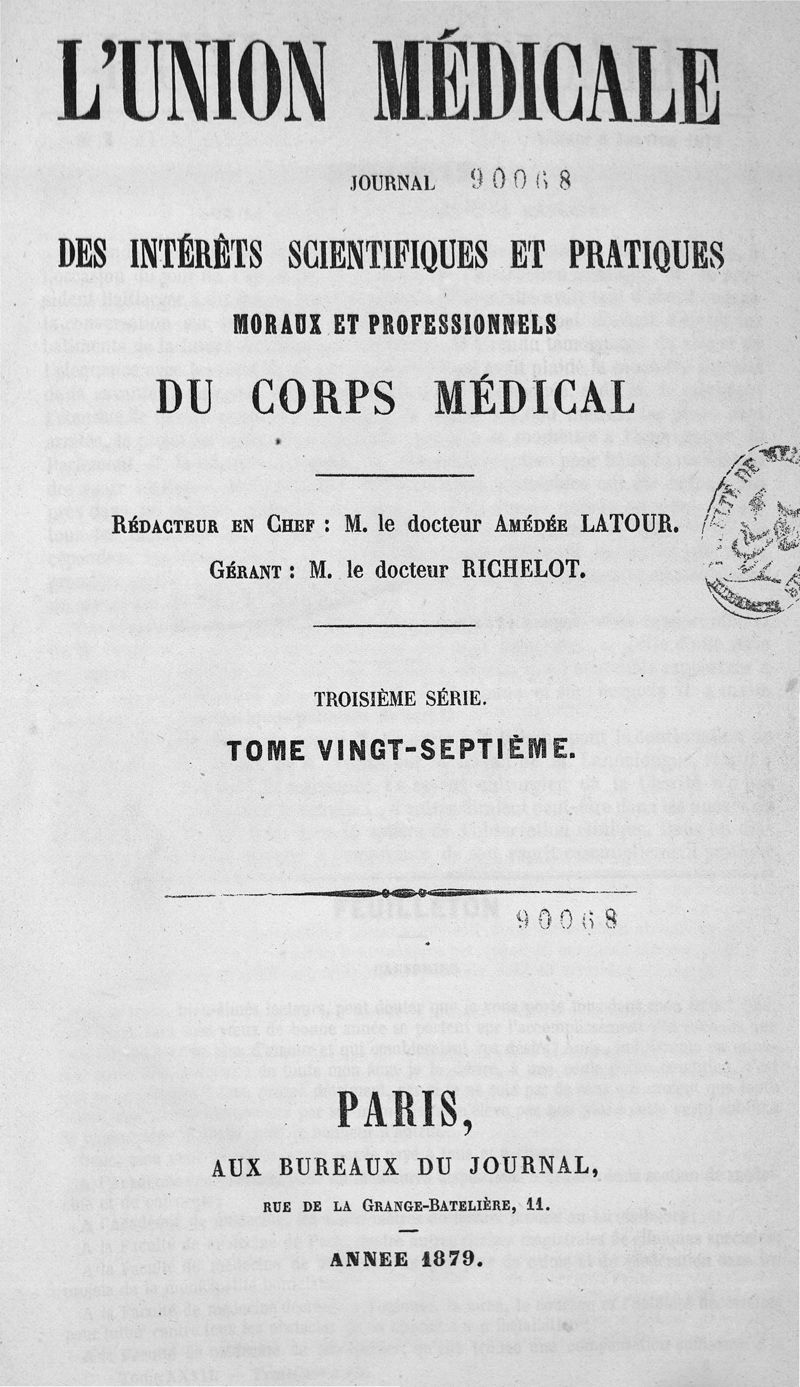 L'UNION MÉDICALE
JOURNAL 90068
DES INTÉRÊTS SCIENTIFIQUES ET PRATIQUES
MORAUX ET PROFESSIONNELS
DU CORPS MÉDICAL
RÉDACTEUR EN CHEF : M. le docteur AMÉDÉE LATOUR.
GÉRANT : M. le docteur RICHELOT.
TROISIÈME SÉRIE.
TOME VINGT-SEPTIÈME.
90068
PARIS,
AUX BUREAUX DU JOURNAL,
RUE DE LA GRANGE-BATELIÈRE, 11.
ANNEE 1879.